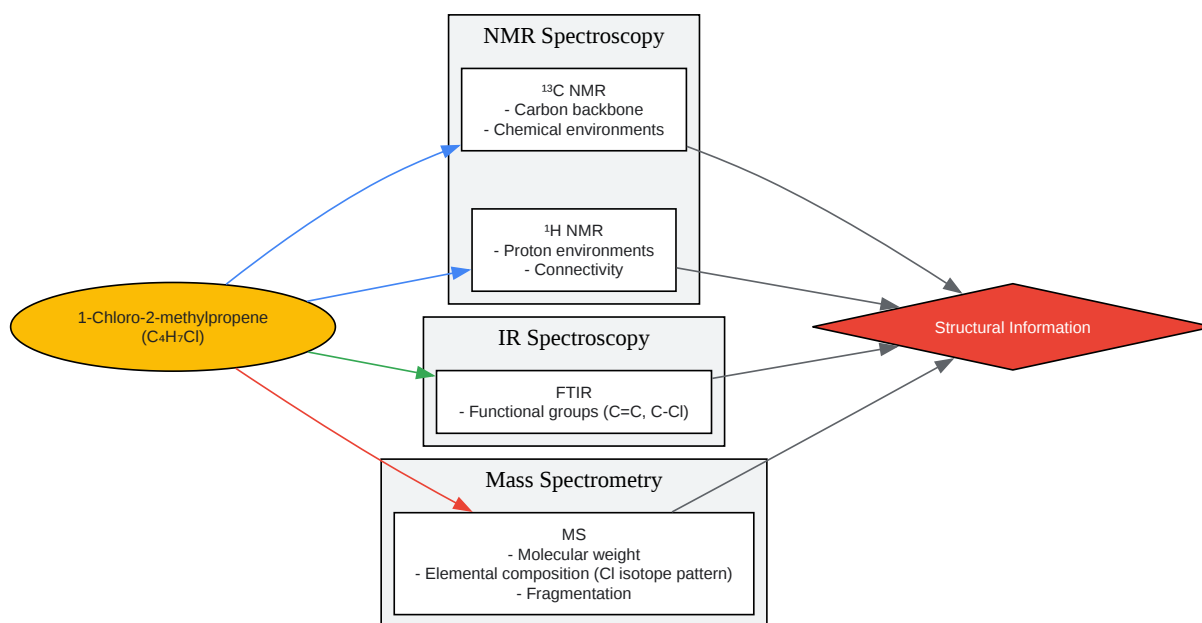 NMR Spectroscopy
¹³C NMR
- Carbon backbone
- Chemical environments
¹H NMR
- Proton environments
- Connectivity
1-Chloro-2-methylpropene
(C₄H₇Cl)
Structural Information
IR Spectroscopy
FTIR
- Functional groups (C=C, C-Cl)
Mass Spectrometry
MS
- Molecular weight
- Elemental composition (Cl isotope pattern)
- Fragmentation